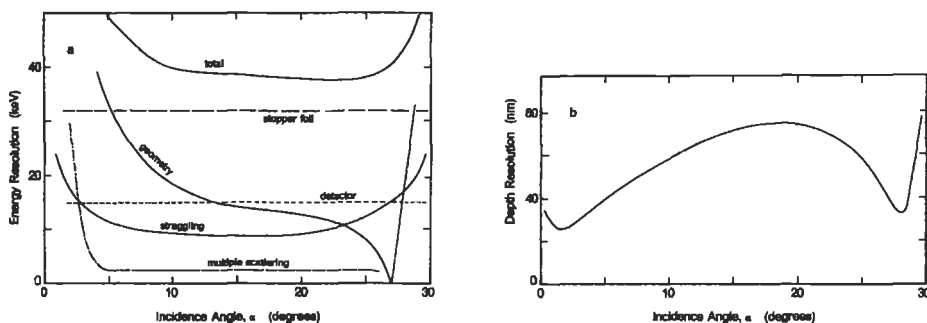 a
total
stopper foil
geometry
detector
straggling
multiple scattering
Energy Resolution (keV)
40
20
0
0 10 20 30
Incidence Angle, α (degrees)
b
Depth Resolution (nm)
80
60
40
0
0 10 20 30
Incidence Angle, α (degrees)